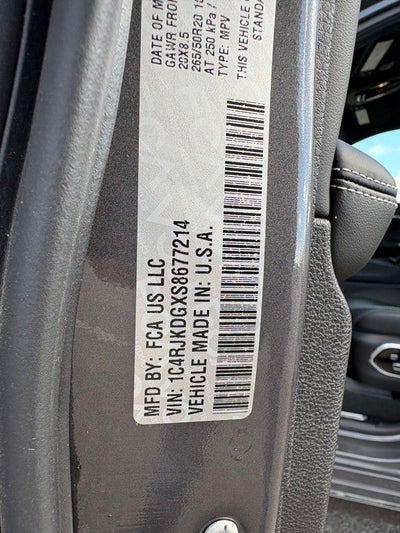 MFD BY: FCA US LLC
VIN: 1C4RJKDGXS8677214
VEHICLE MADE IN: U.S.A.
DATE OF M
GAWR FRO
20X8.5
265/50R20
AT 250 kPa /
TYPE: MPV
THIS VEHICLE
STANDA